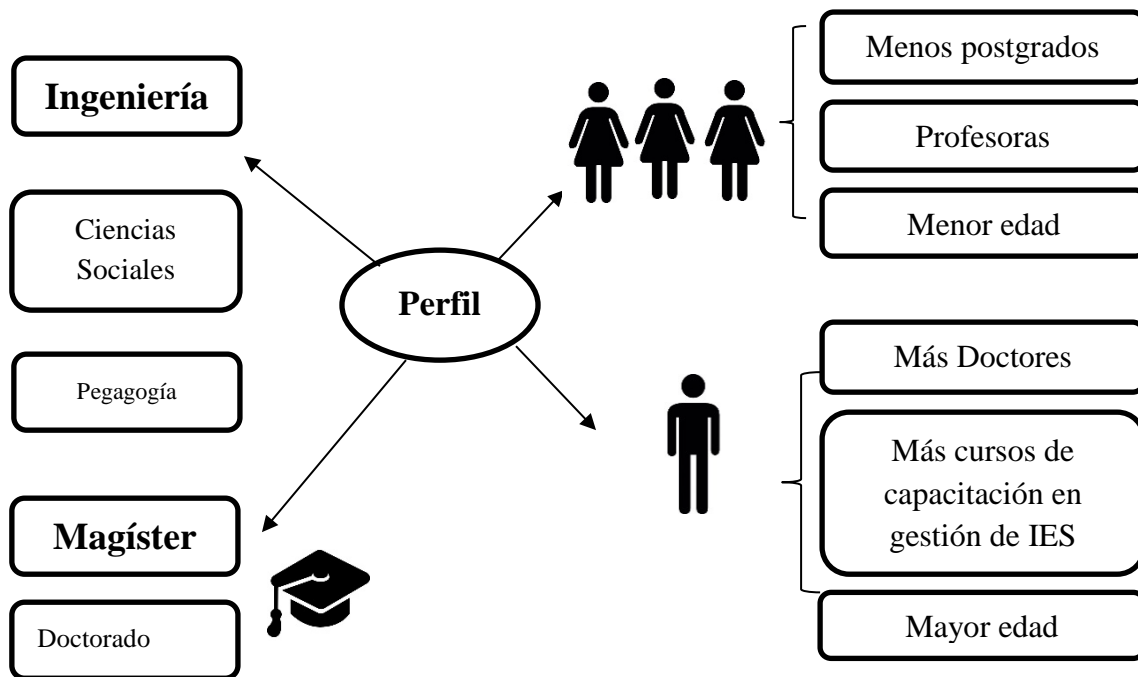 Ingeniería
Ciencias
Sociales
Pegagogía
Magíster
Doctorado
Perfil
Menos postgrados
Profesoras
Menor edad
Más Doctores
Más cursos de
capacitación en
gestión de IES
Mayor edad